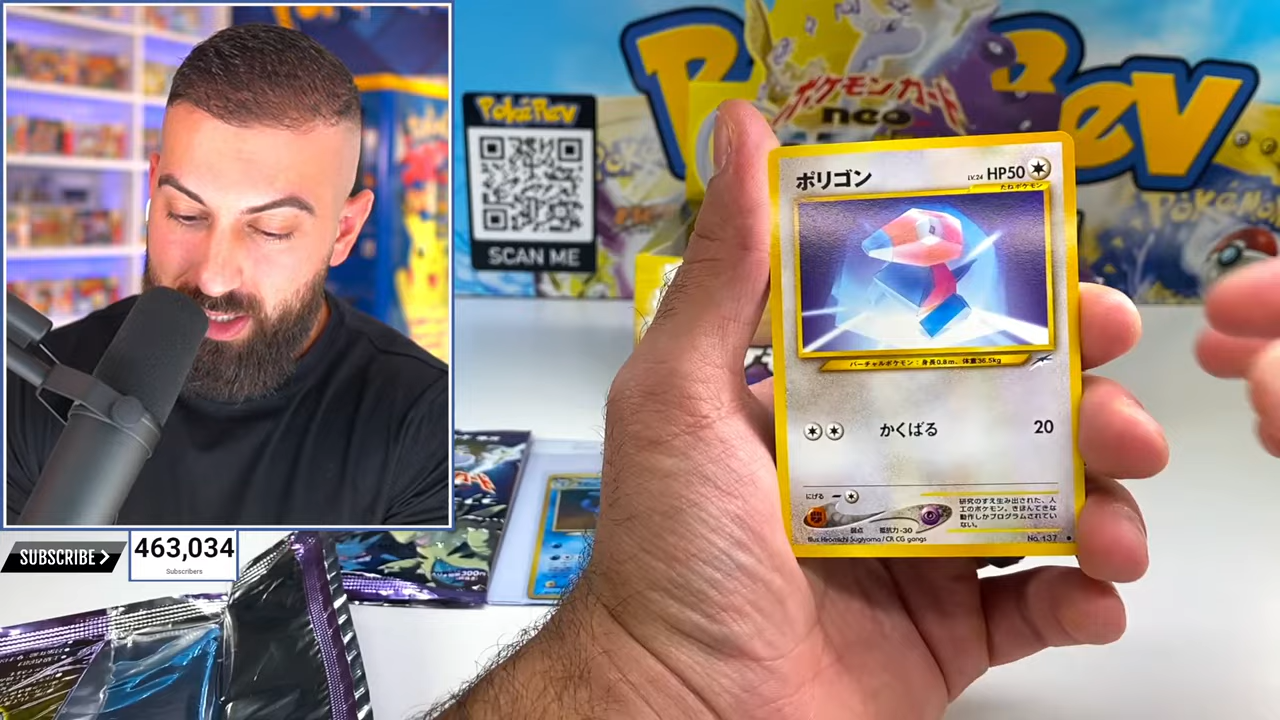 PokéRev
SCAN ME
ポケモンカード
neo
Rev
POKÉMON
ポリゴン
LV.24 HP50
たねポケモン
バーチャルポケモン：身長0.8m、体重36.5kg
かくばる 20
にげる
弱点 抵抗力 -30
研究のすえ生み出された、人
工のポケモン。きほんてきな
動作しかプログラムされてい
ない。
Illus. Hiromichi Sugiyama / CR CG gangs
No. 137
SUBSCRIBE
463,034
Subscribers